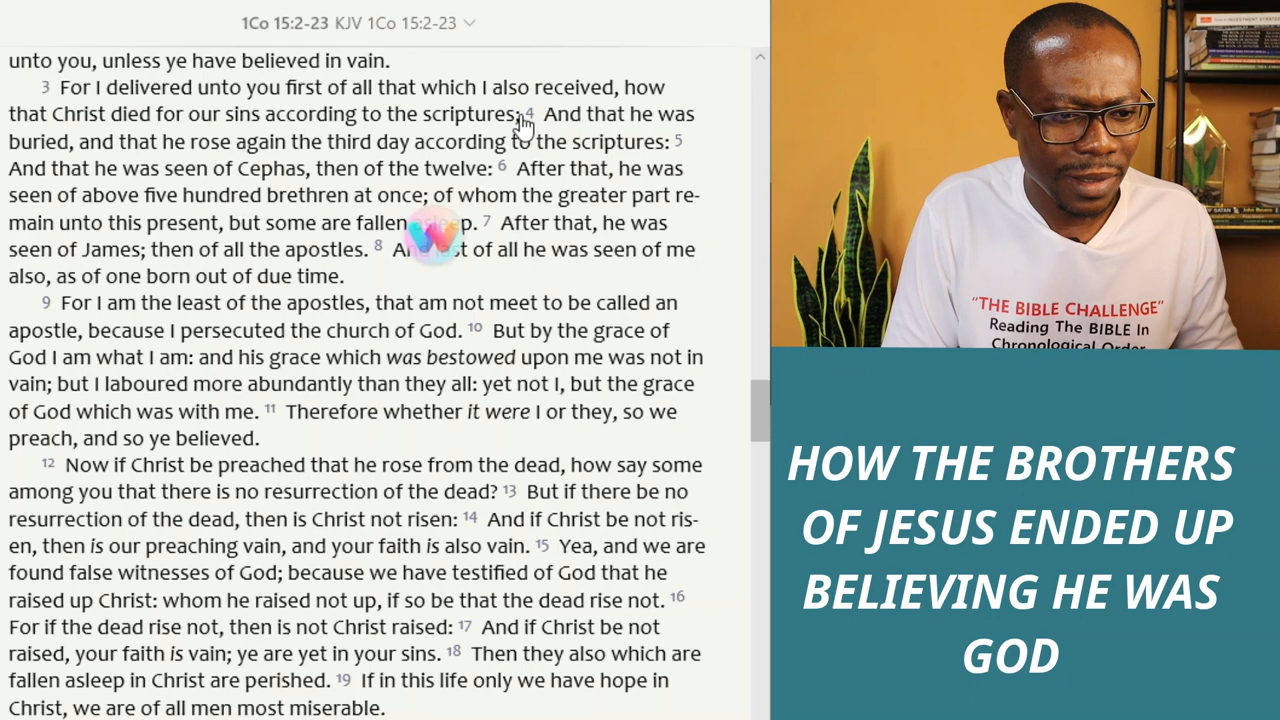 1Co 15:2-23 KJV 1Co 15:2-23
unto you, unless ye have believed in vain.
3 For I delivered unto you first of all that which I also received, how
that Christ died for our sins according to the scriptures; 4 And that he was
buried, and that he rose again the third day according to the scriptures: 5
And that he was seen of Cephas, then of the twelve: 6 After that, he was
seen of above five hundred brethren at once; of whom the greater part re-
main unto this present, but some are fallen asleep. 7 After that, he was
seen of James; then of all the apostles. 8 And last of all he was seen of me
also, as of one born out of due time.
9 For I am the least of the apostles, that am not meet to be called an
apostle, because I persecuted the church of God. 10 But by the grace of
God I am what I am: and his grace which was bestowed upon me was not in
vain; but I laboured more abundantly than they all: yet not I, but the grace
of God which was with me. 11 Therefore whether it were I or they, so we
preach, and so ye believed.
12 Now if Christ be preached that he rose from the dead, how say some
among you that there is no resurrection of the dead? 13 But if there be no
resurrection of the dead, then is Christ not risen: 14 And if Christ be not ris-
en, then is our preaching vain, and your faith is also vain. 15 Yea, and we are
found false witnesses of God; because we have testified of God that he
raised up Christ: whom he raised not up, if so be that the dead rise not. 16
For if the dead rise not, then is not Christ raised: 17 And if Christ be not
raised, your faith is vain; ye are yet in your sins. 18 Then they also which are
fallen asleep in Christ are perished. 19 If in this life only we have hope in
Christ, we are of all men most miserable.
"THE BIBLE CHALLENGE"
Reading The BIBLE In
Chronological Order
HOW THE BROTHERS
OF JESUS ENDED UP
BELIEVING HE WAS
GOD